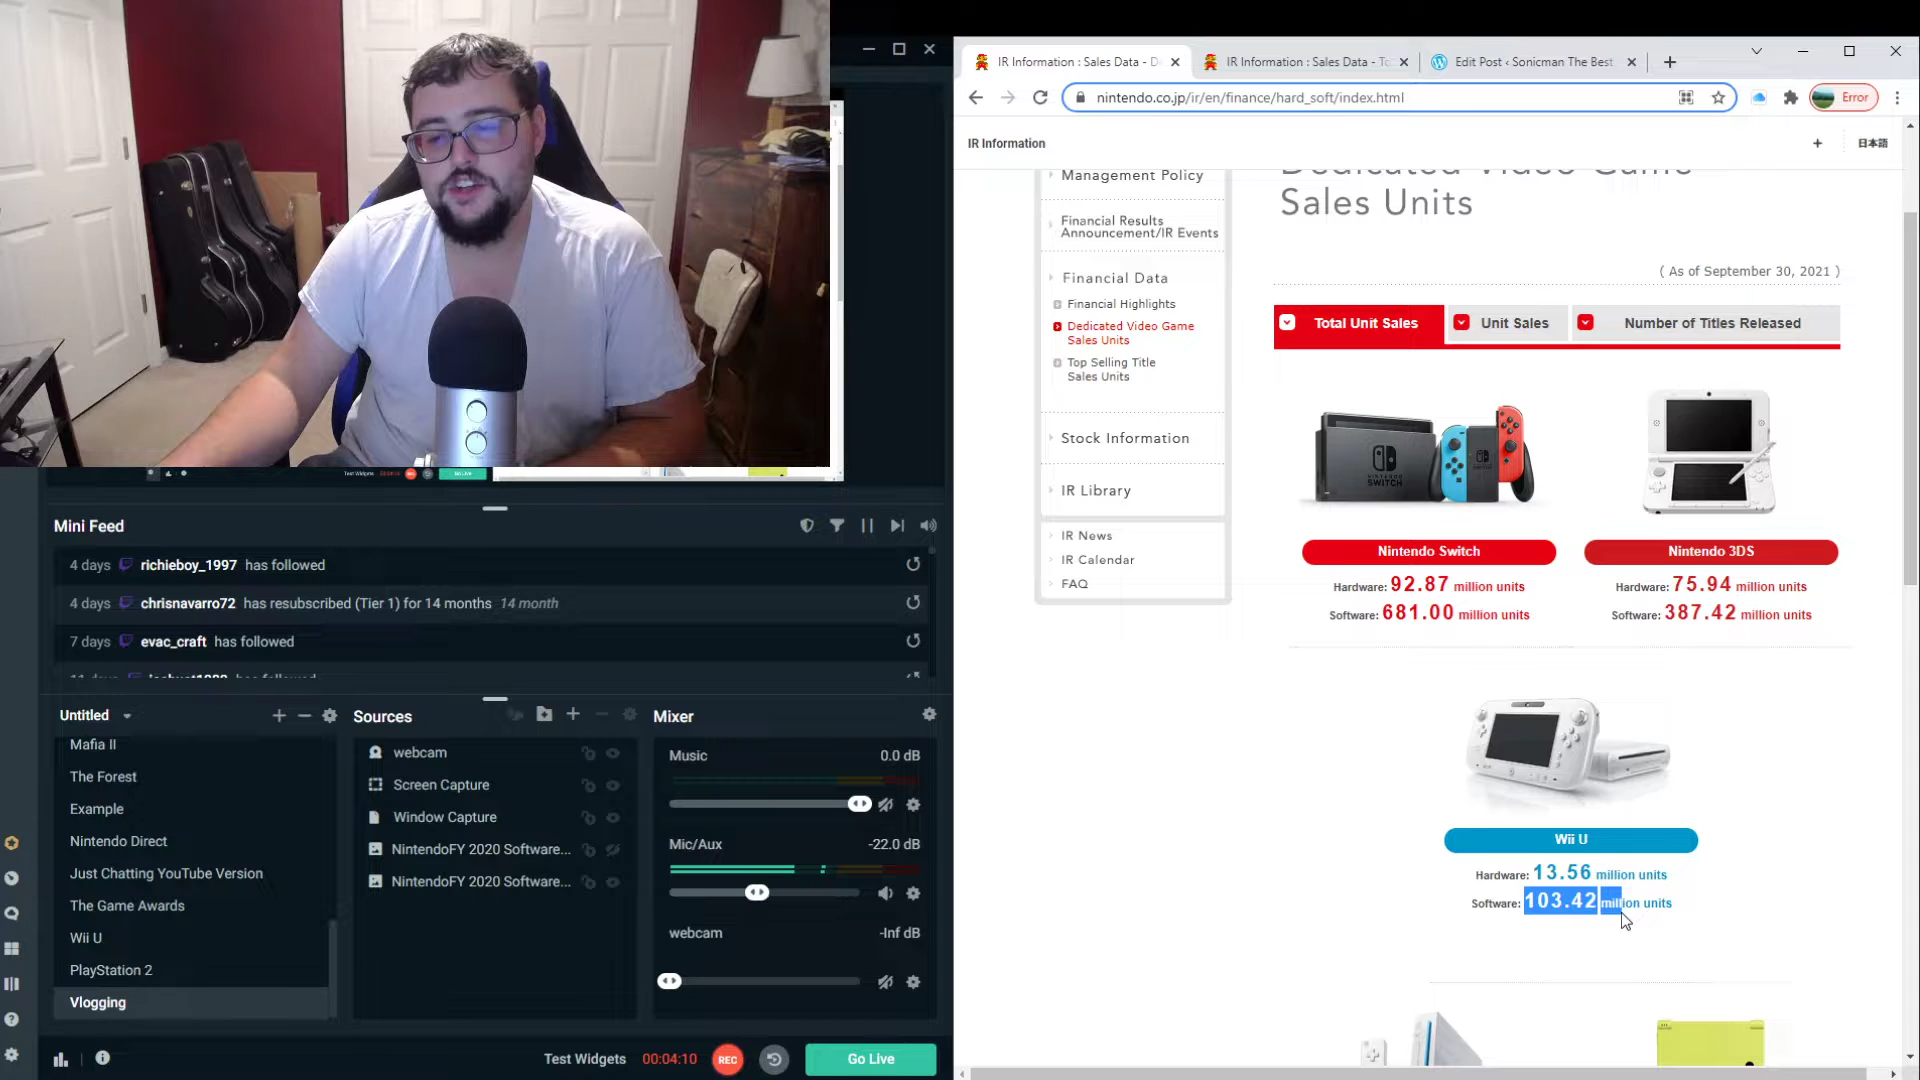 IR Information : Sales Data - D
IR Information : Sales Data - To
Edit Post ‹ Sonicman The Best
nintendo.co.jp/ir/en/finance/hard_soft/index.html
Error
IR Information
+
日本語
Management Policy
Financial Results
Announcement/IR Events
Financial Data
Financial Highlights
Dedicated Video Game
Sales Units
Top Selling Title
Sales Units
Stock Information
IR Library
IR News
IR Calendar
FAQ
Dedicated Video Game
Sales Units
( As of September 30, 2021 )
Total Unit Sales
Unit Sales
Number of Titles Released
NINTENDO
SWITCH
Nintendo Switch
Hardware: 92.87 million units
Software: 681.00 million units
Nintendo 3DS
Hardware: 75.94 million units
Software: 387.42 million units
Wii U
Hardware: 13.56 million units
Software: 103.42 million units
Test Widgets
Go Live
Mini Feed
4 days richieboy_1997 has followed
4 days chrisnavarro72 has resubscribed (Tier 1) for 14 months 14 month
7 days evac_craft has followed
Untitled
Mafia II
The Forest
Example
Nintendo Direct
Just Chatting YouTube Version
The Game Awards
Wii U
PlayStation 2
Vlogging
Sources
webcam
Screen Capture
Window Capture
NintendoFY 2020 Software...
NintendoFY 2020 Software...
Mixer
Music 0.0 dB
Mic/Aux -22.0 dB
webcam -Inf dB
Test Widgets 00:04:10 REC Go Live